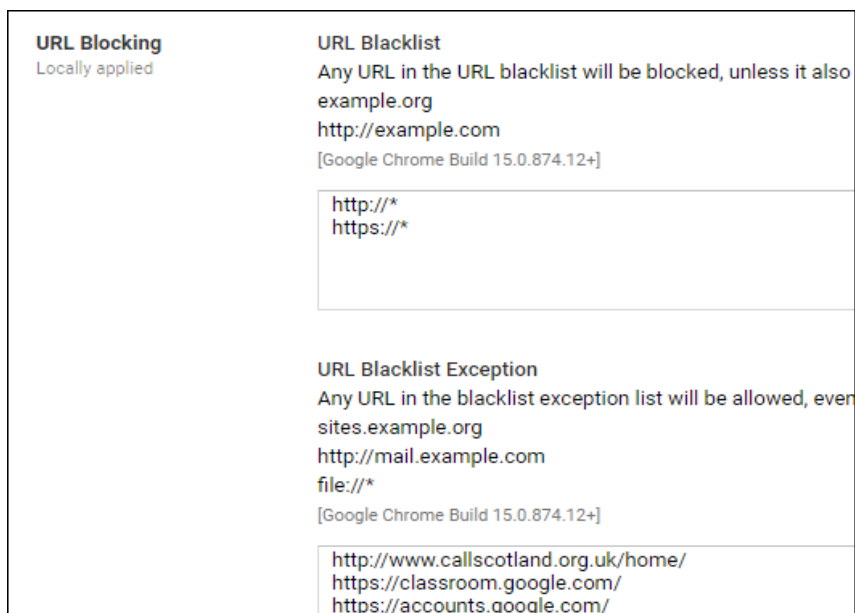 URL Blocking
Locally applied
URL Blacklist
Any URL in the URL blacklist will be blocked, unless it also
example.org
http://example.com
[Google Chrome Build 15.0.874.12+]
http://*
https://*
URL Blacklist Exception
Any URL in the blacklist exception list will be allowed, even
sites.example.org
http://mail.example.com
file://*
[Google Chrome Build 15.0.874.12+]
http://www.callscotland.org.uk/home/
https://classroom.google.com/
https://accounts.google.com/